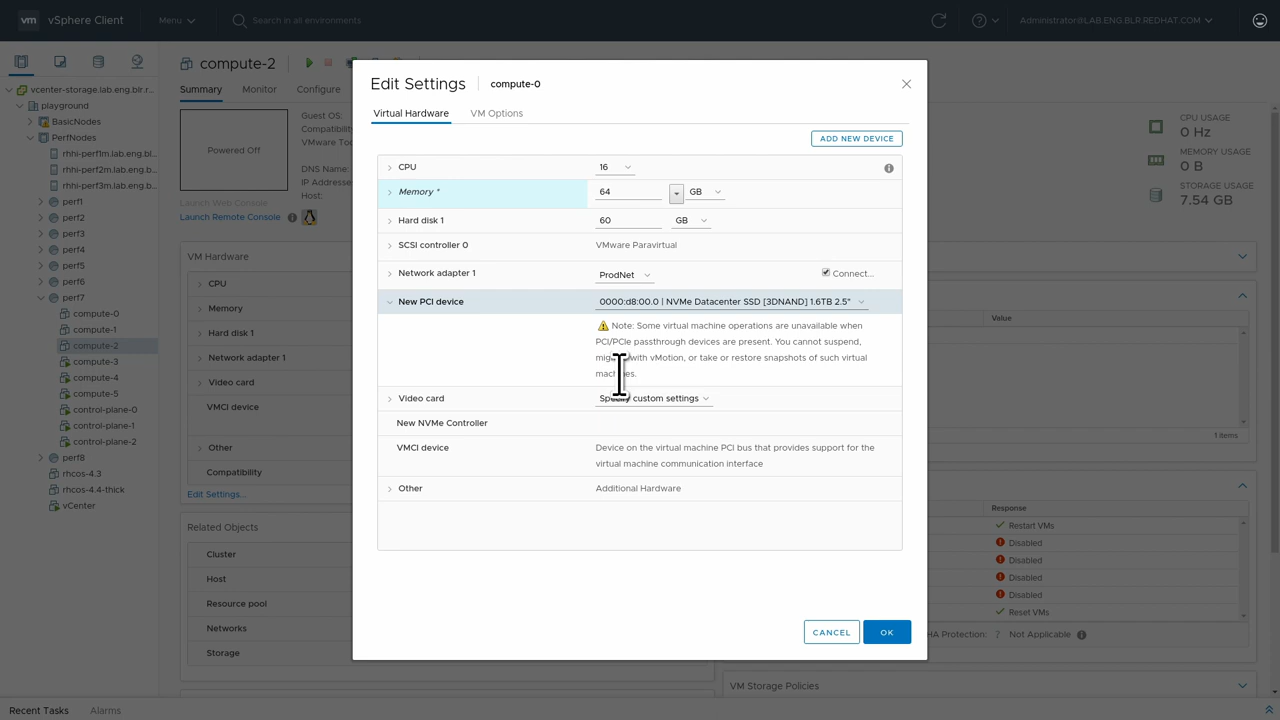 vm vSphere Client Menu Search in all environments Administrator@LAB.ENG.BLR.REDHAT.COM
vcenter-storage.lab.eng.blr.r...
playground
BasicNodes
PerfNodes
rhhi-perf1m.lab.eng.bl...
rhhi-perf2m.lab.eng.b...
rhhi-perf3m.lab.eng.b...
perf1
perf2
perf3
perf4
perf5
perf6
perf7
compute-0
compute-1
compute-2
compute-3
compute-4
compute-5
control-plane-0
control-plane-1
control-plane-2
perf8
rhcos-4.3
rhcos-4.4-thick
vCenter
compute-2
Summary Monitor Configure
Powered Off
Guest OS:
Compatibility
VMware Too
DNS Name:
IP Addresses
Host:
Launch Web Console
Launch Remote Console
VM Hardware
CPU
Memory
Hard disk 1
Network adapter 1
Video card
VMCI device
Other
Compatibility
Edit Settings...
Related Objects
Cluster
Host
Resource pool
Networks
Storage
Edit Settings compute-0
Virtual Hardware VM Options
ADD NEW DEVICE
CPU 16
Memory * 64 GB
Hard disk 1 60 GB
SCSI controller 0 VMware Paravirtual
Network adapter 1 ProdNet Connect...
New PCI device 0000:d8:00.0 | NVMe Datacenter SSD [3DNAND] 1.6TB 2.5"
Note: Some virtual machine operations are unavailable when
PCI/PCIe passthrough devices are present. You cannot suspend,
with vMotion, or take or restore snapshots of such virtual
Video card custom settings
New NVMe Controller
VMCI device Device on the virtual machine PCI bus that provides support for the
virtual machine communication interface
Other Additional Hardware
CANCEL OK
CPU USAGE
0 Hz
MEMORY USAGE
0 B
STORAGE USAGE
7.54 GB
Value
1 items
Response
Restart VMs
Disabled
Disabled
Disabled
Disabled
Reset VMs
HA Protection: ? Not Applicable
VM Storage Policies
Recent Tasks Alarms